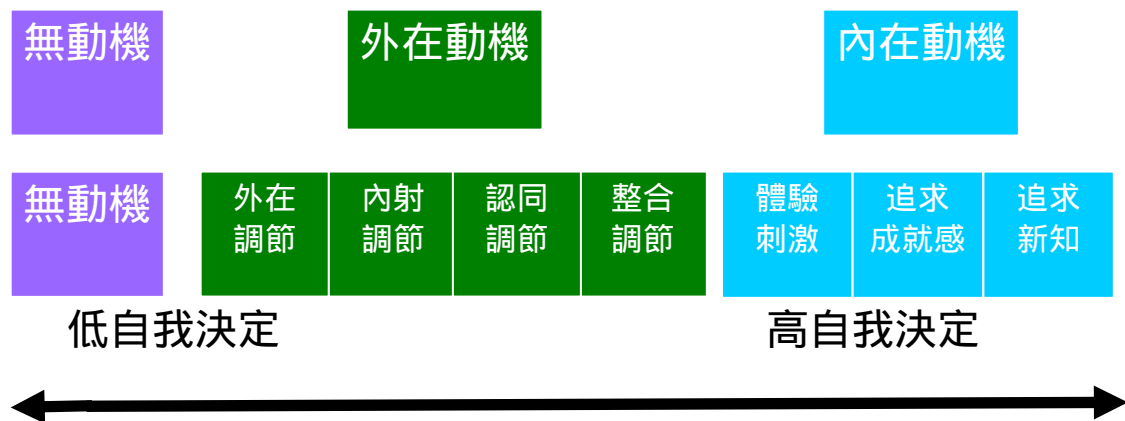 無動機
外在動機
內在動機
無動機
外在
調節
內射
調節
認同
調節
整合
調節
體驗
刺激
追求
成就感
追求
新知
低自我決定
高自我決定